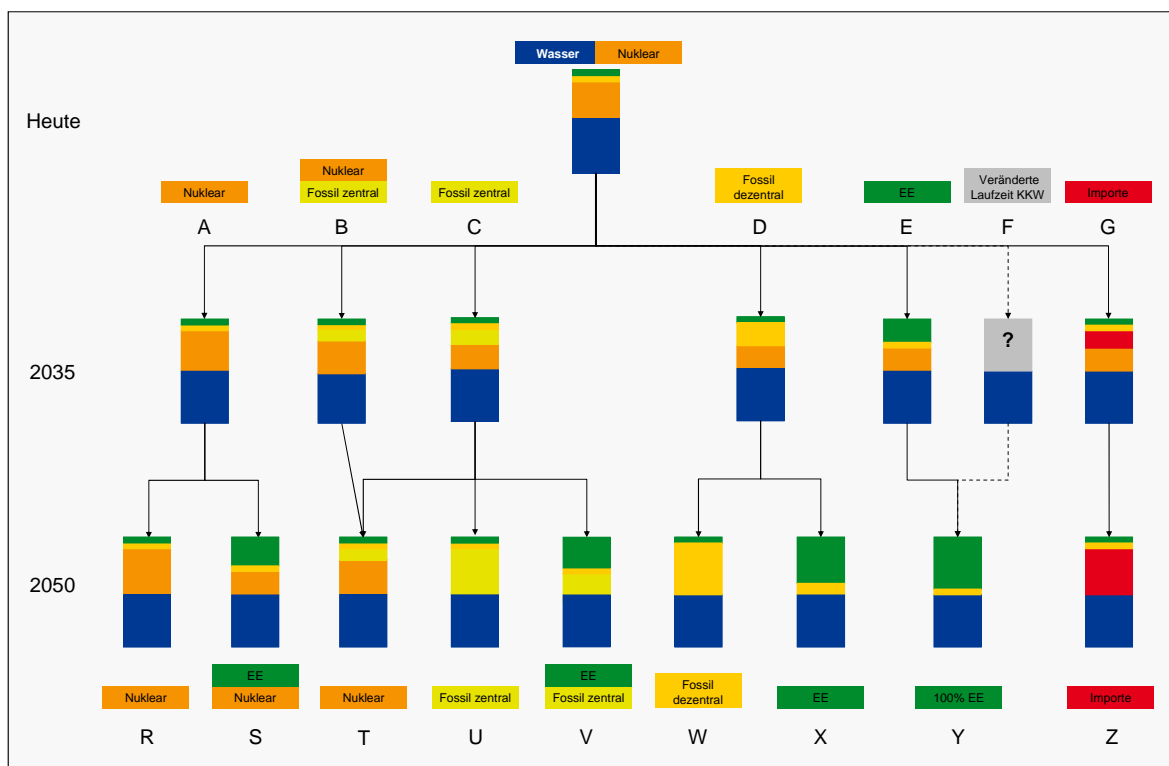 Wasser Nuklear
Heute
Nuklear
Nuklear
Fossil zentral
Fossil zentral
Fossil
dezentral
EE
Veränderte
Laufzeit KKW
Importe
A B C D E F G
?
2035
2050
Nuklear
EE
Nuklear
Nuklear
Fossil zentral
EE
Fossil zentral
Fossil
dezentral
EE
100% EE
Importe
R S T U V W X Y Z